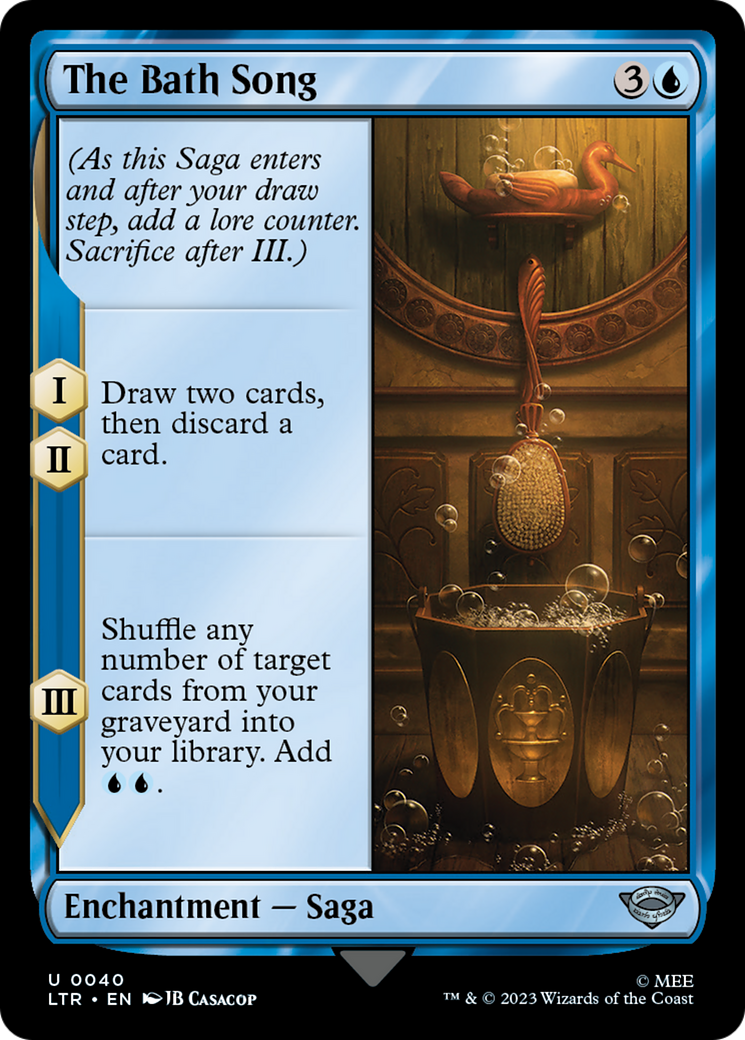 The Bath Song 3
(As this Saga enters
and after your draw
step, add a lore counter.
Sacrifice after III.)
I
II
Draw two cards,
then discard a
card.
III
Shuffle any
number of target
cards from your
graveyard into
your library. Add
.
Enchantment — Saga
U 0040
LTR • EN JB Casacop
© MEE
™ & © 2023 Wizards of the Coast